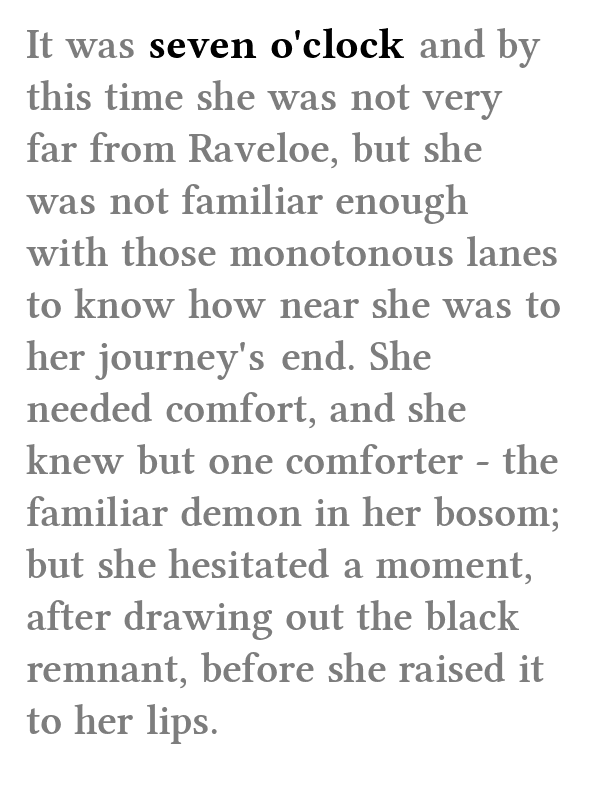 It was seven o'clock and by
this time she was not very
far from Raveloe, but she
was not familiar enough
with those monotonous lanes
to know how near she was to
her journey's end. She
needed comfort, and she
knew but one comforter - the
familiar demon in her bosom;
but she hesitated a moment,
after drawing out the black
remnant, before she raised it
to her lips.